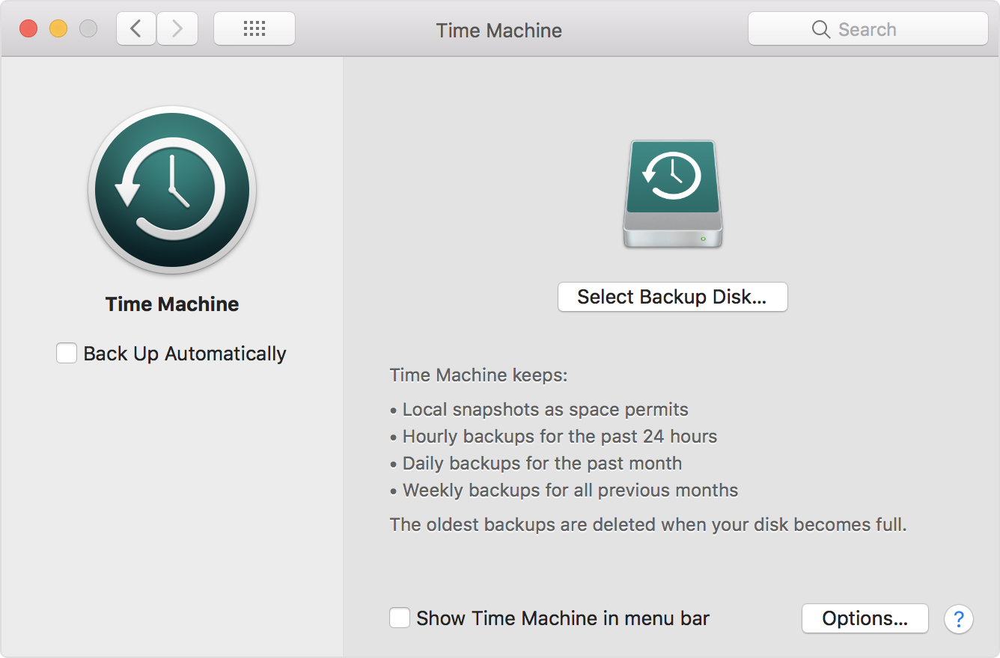 Time Machine
Search
Time Machine
Back Up Automatically
Select Backup Disk...
Time Machine keeps:
• Local snapshots as space permits
• Hourly backups for the past 24 hours
• Daily backups for the past month
• Weekly backups for all previous months
The oldest backups are deleted when your disk becomes full.
Show Time Machine in menu bar
Options...
?